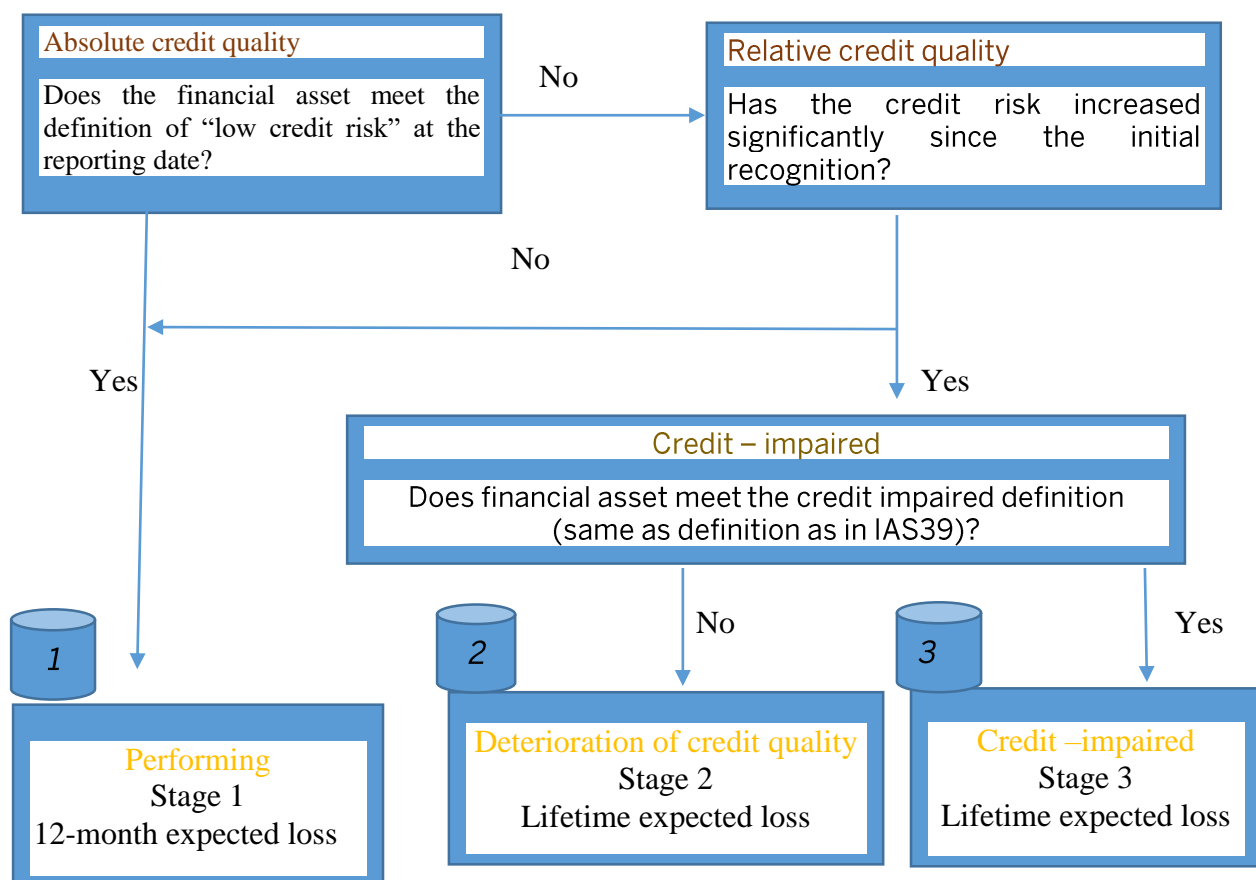 Absolute credit quality
Does the financial asset meet the
definition of “low credit risk” at the
reporting date?
No
Relative credit quality
Has the credit risk increased
significantly since the initial
recognition?
No
Yes
Yes
Credit – impaired
Does financial asset meet the credit impaired definition
(same as definition as in IAS39)?
No
Yes
1
2
3
Performing
Stage 1
12-month expected loss
Deterioration of credit quality
Stage 2
Lifetime expected loss
Credit –impaired
Stage 3
Lifetime expected loss